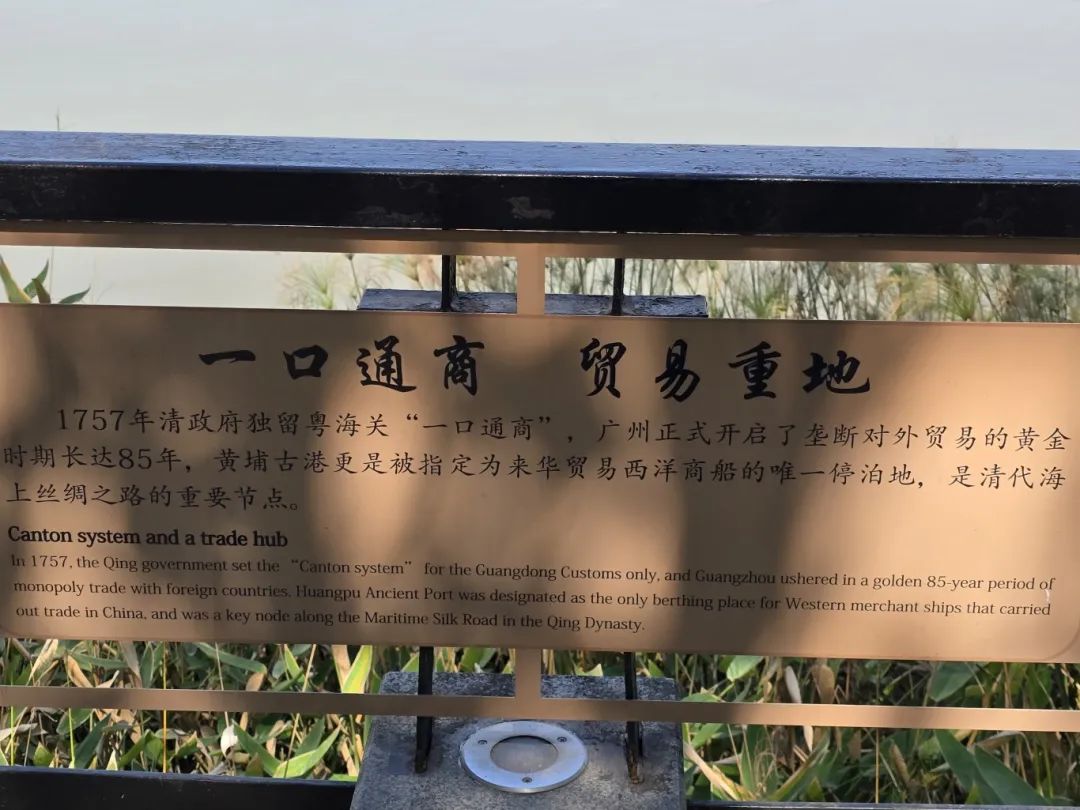 一口通商 贸易重地
1757年清政府独留粤海关“一口通商”，广州正式开启了垄断对外贸易的黄金
时期长达85年，黄埔古港更是被指定为来华贸易西洋商船的唯一停泊地，是清代海
上丝绸之路的重要节点。
Canton system and a trade hub
In 1757, the Qing government set the “Canton system” for the Guangdong Customs only, and Guangzhou ushered in a golden 85-year period of
monopoly trade with foreign countries. Huangpu Ancient Port was designated as the only berthing place for Western merchant ships that carried
out trade in China, and was a key node along the Maritime Silk Road in the Qing Dynasty.